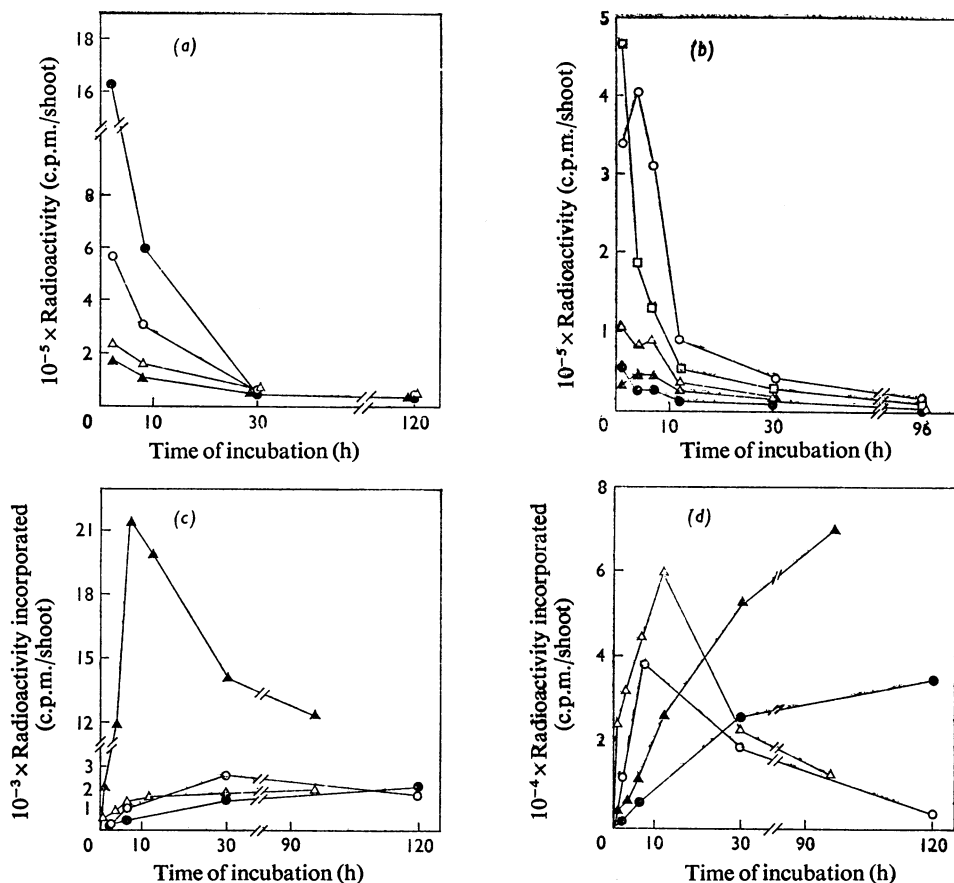 (a)
18
16
6
4
2
0
10
30
120
10⁻⁵ × Radioactivity (c.p.m./shoot)
Time of incubation (h)
(b)
5
4
3
2
1
0
10
30
96
10⁻⁵ × Radioactivity (c.p.m./shoot)
Time of incubation (h)
(c)
21
18
15
12
3
2
1
0
10
30
90
120
10⁻³ × Radioactivity incorporated
(c.p.m./shoot)
Time of incubation (h)
(d)
8
6
4
2
0
10
30
90
120
10⁻⁴ × Radioactivity incorporated
(c.p.m./shoot)
Time of incubation (h)